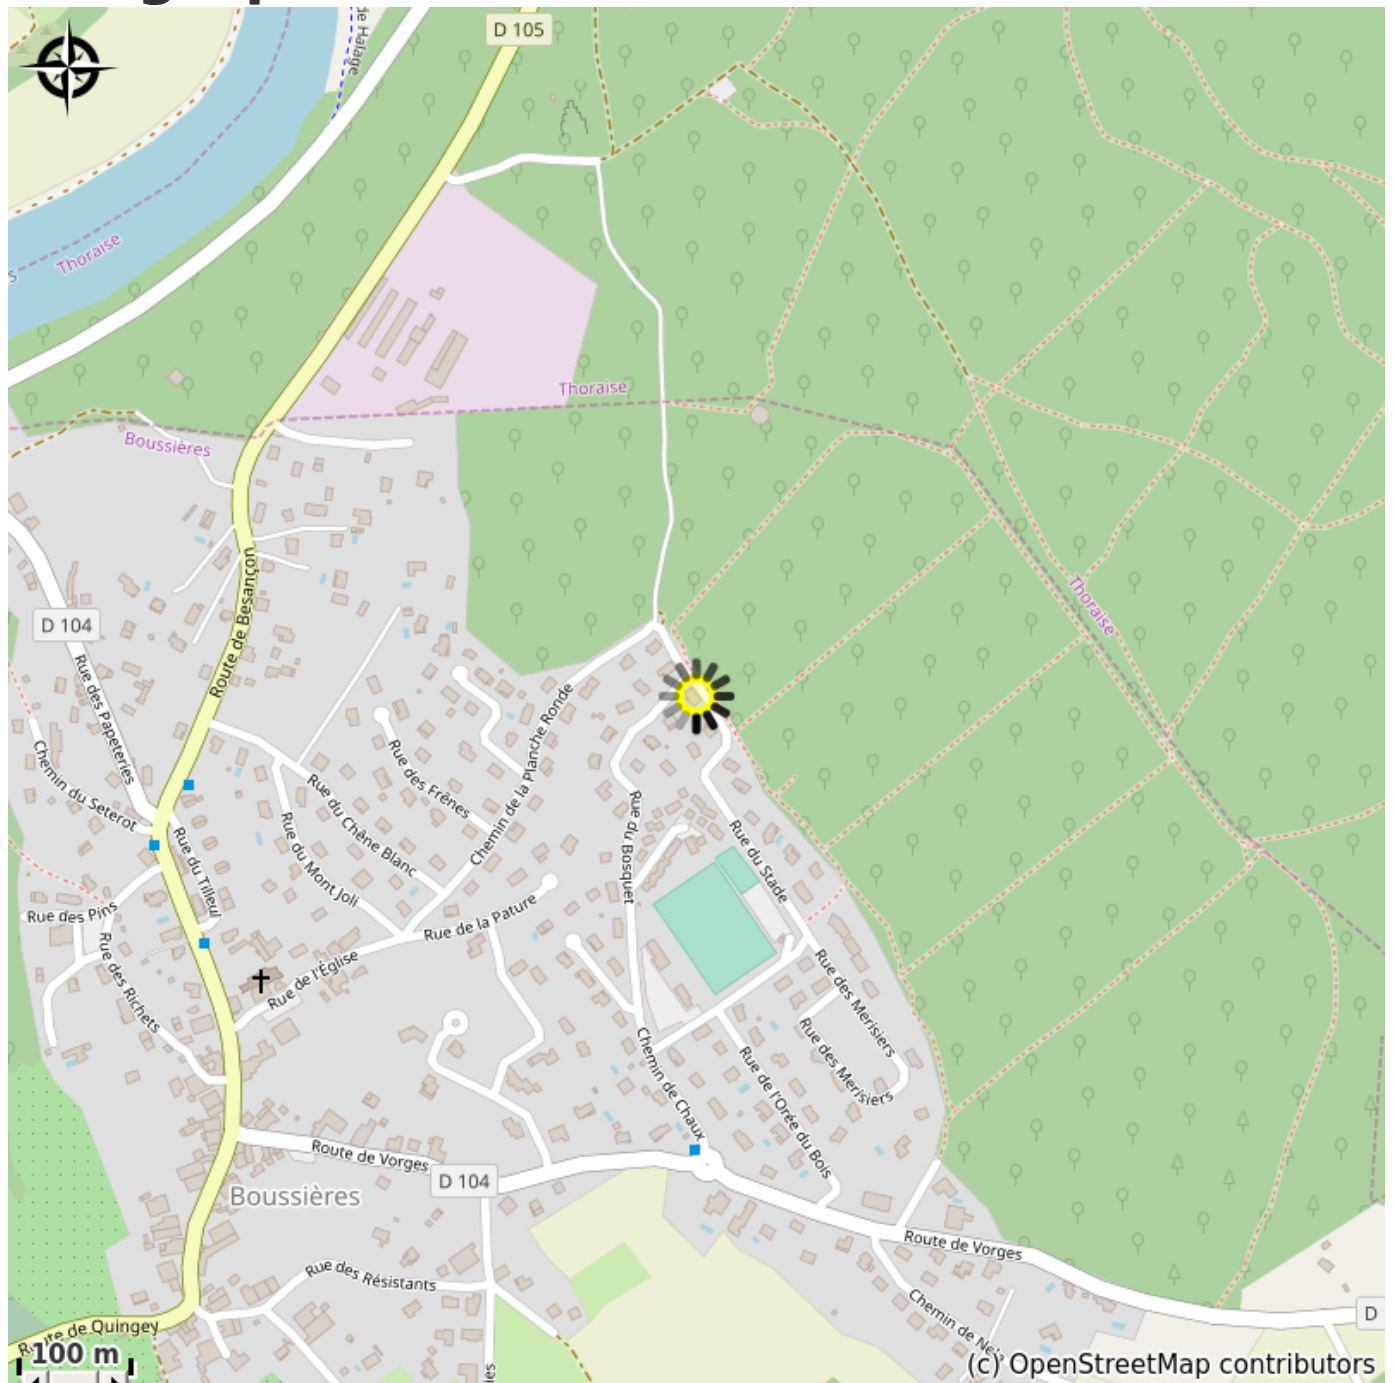 D 105
de Halage
Thoraise
Thoraise
Boussières
Thoraise
Route de Besançon
D 104
Rue des Papeteries
Chemin du Seterot
Rue des Frênes
Chemin de la Planche Ronde
Rue du Chêne Blanc
Rue du Mont Joli
Rue du Tilleul
Rue du Bosquet
Rue du Stade
Rue de la Pature
Rue des Pins
Rue des Richets
Rue de l'Église
Rue des Merisiers
Rue des Merisiers
Chemin de Chaux
Rue de l'Orée du Bois
Route de Vorges
D 104
Boussières
Route de Vorges
Rue des Résistants
Chemin de
Route de Quingey
D
100 m
(c) OpenStreetMap contributors